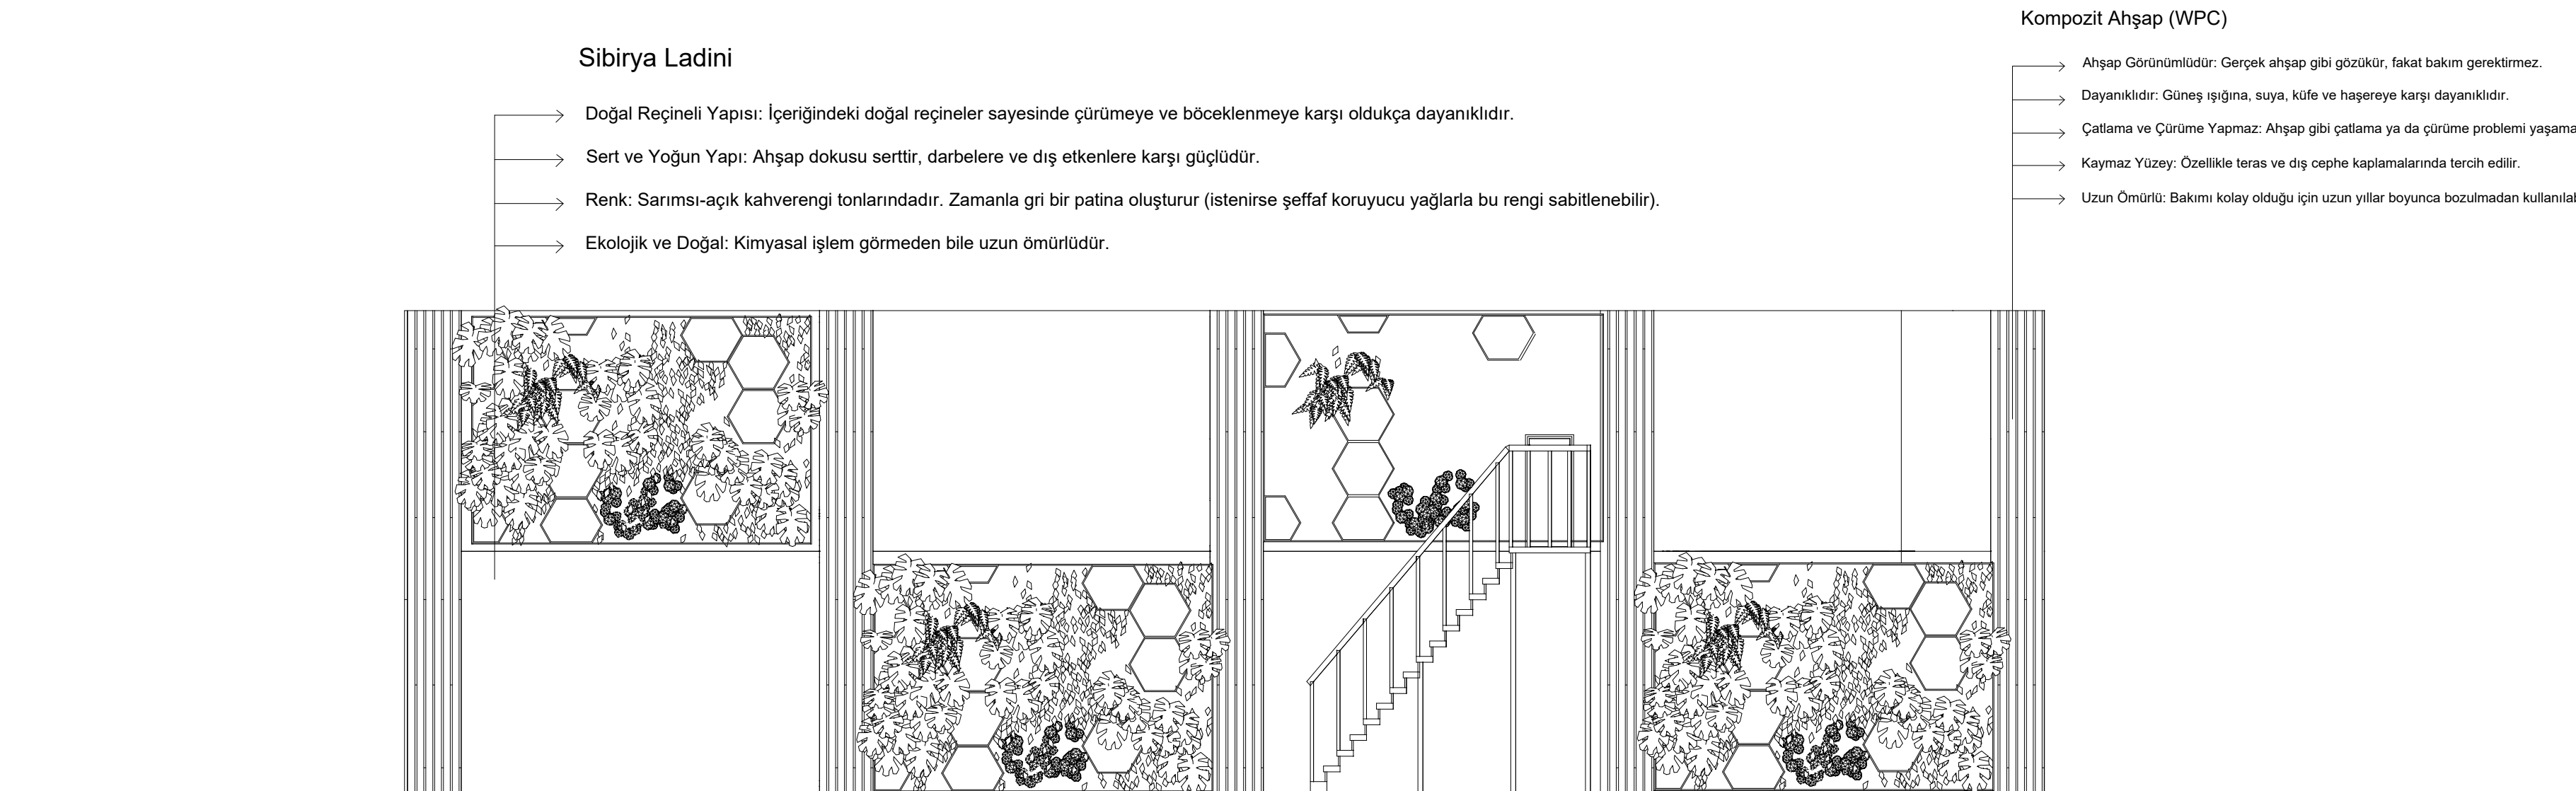 Kompozit Ahşap (WPC)
Sibirya Ladini
Ahşap Görünümlüdür: Gerçek ahşap gibi gözükür, fakat bakım gerektirmez.
Dayanıklıdır: Güneş ışığına, suya, küfe ve haşereye karşı dayanıklıdır.
Çatlama ve Çürüme Yapmaz: Ahşap gibi çatlama ya da çürüme problemi
Kaymaz Yüzey: Özellikle teras ve dış cephe kaplamalarında tercih edilir.
Uzun Ömürlü: Bakımı kolay olduğu için uzun yıllar boyunca bozulmadan
Doğal Reçineli Yapısı: İçeriğindeki doğal reçineler sayesinde çürümeye ve böceklenmeye karşı oldukça dayanıklıdır.
Sert ve Yoğun Yapı: Ahşap dokusu serttir, darbelere ve dış etkenlere karşı güçlüdür.
Renk: Sarımsı-açık kahverengi tonlarındadır. Zamanla gri bir patina oluşturur (istenirse şeffaf koruyucu yağlarla bu rengi sabitlenebilir).
Ekolojik ve Doğal: Kimyasal işlem görmeden bile uzun ömürlüdür.